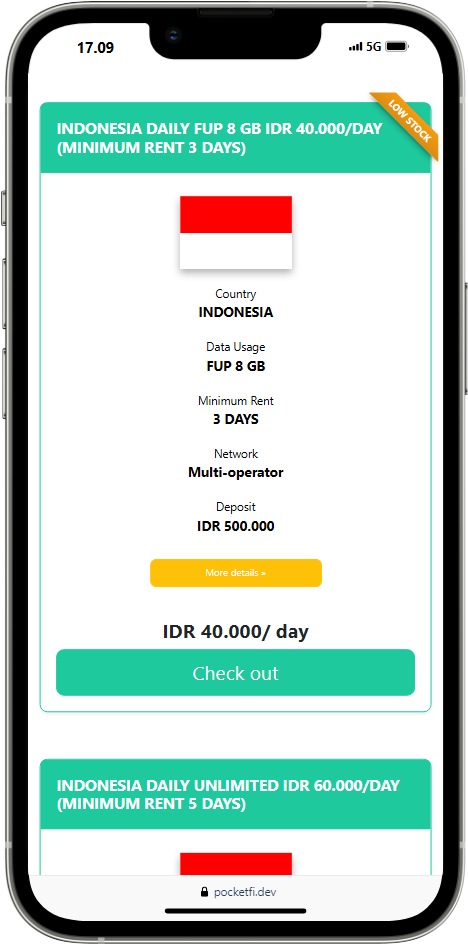 17.09
5G
LOW STOCK
INDONESIA DAILY FUP 8 GB IDR 40.000/DAY
(MINIMUM RENT 3 DAYS)
Country
INDONESIA
Data Usage
FUP 8 GB
Minimum Rent
3 DAYS
Network
Multi-operator
Deposit
IDR 500.000
More details »
IDR 40.000/ day
Check out
INDONESIA DAILY UNLIMITED IDR 60.000/DAY
(MINIMUM RENT 5 DAYS)
pocketfi.dev